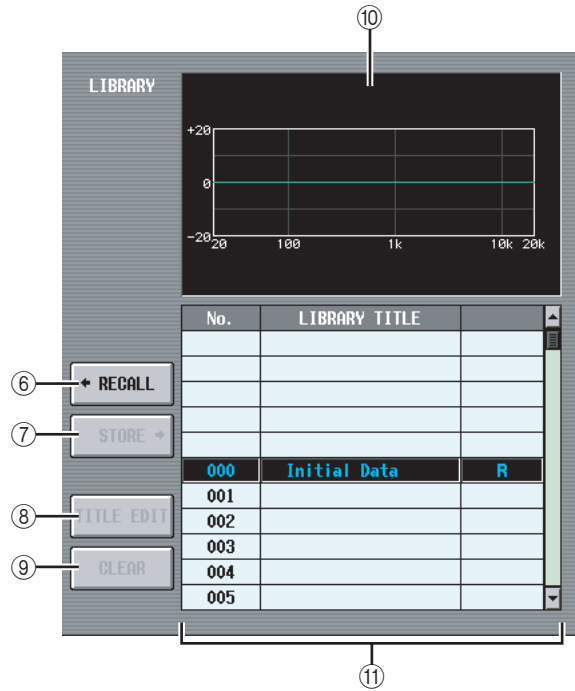 ⑩
LIBRARY
+20
0
-20
20 100 1k 10k 20k
No. LIBRARY TITLE
⑥ RECALL
⑦ STORE
000 Initial Data R
001
⑧ TITLE EDIT
002
003
⑨ CLEAR
004
005
⑪